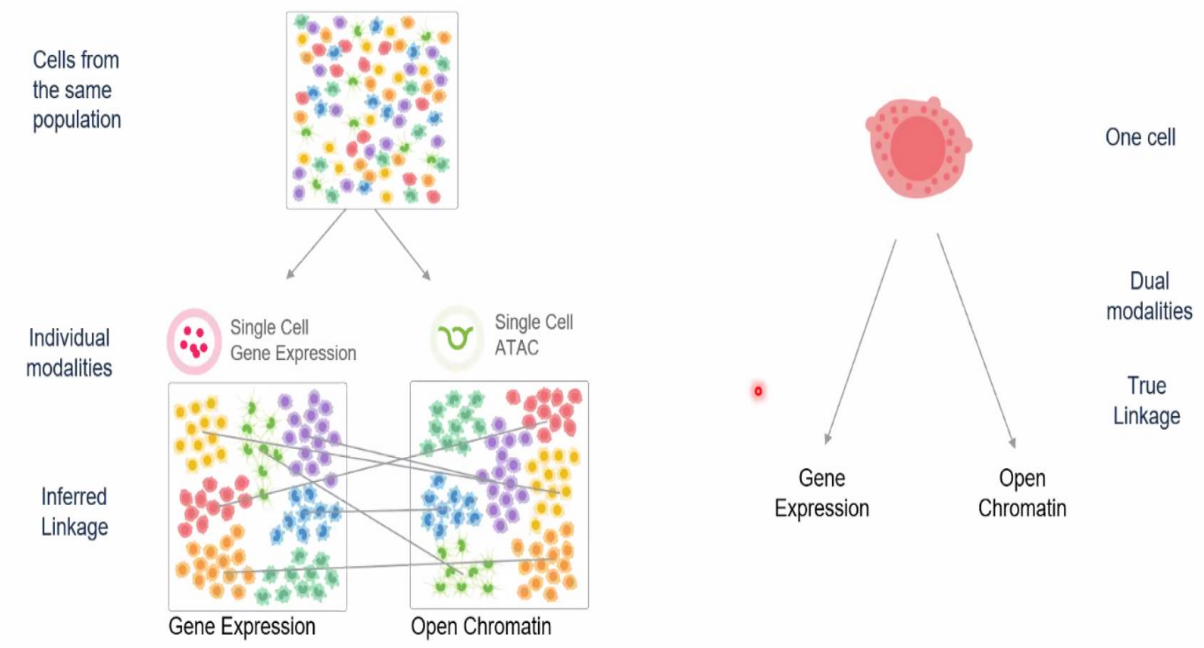 Cells from
the same
population
One cell
Dual
modalities
Individual
modalities
Single Cell
Gene Expression
Single Cell
ATAC
True
Linkage
Inferred
Linkage
Gene
Expression
Open
Chromatin
Gene Expression
Open Chromatin